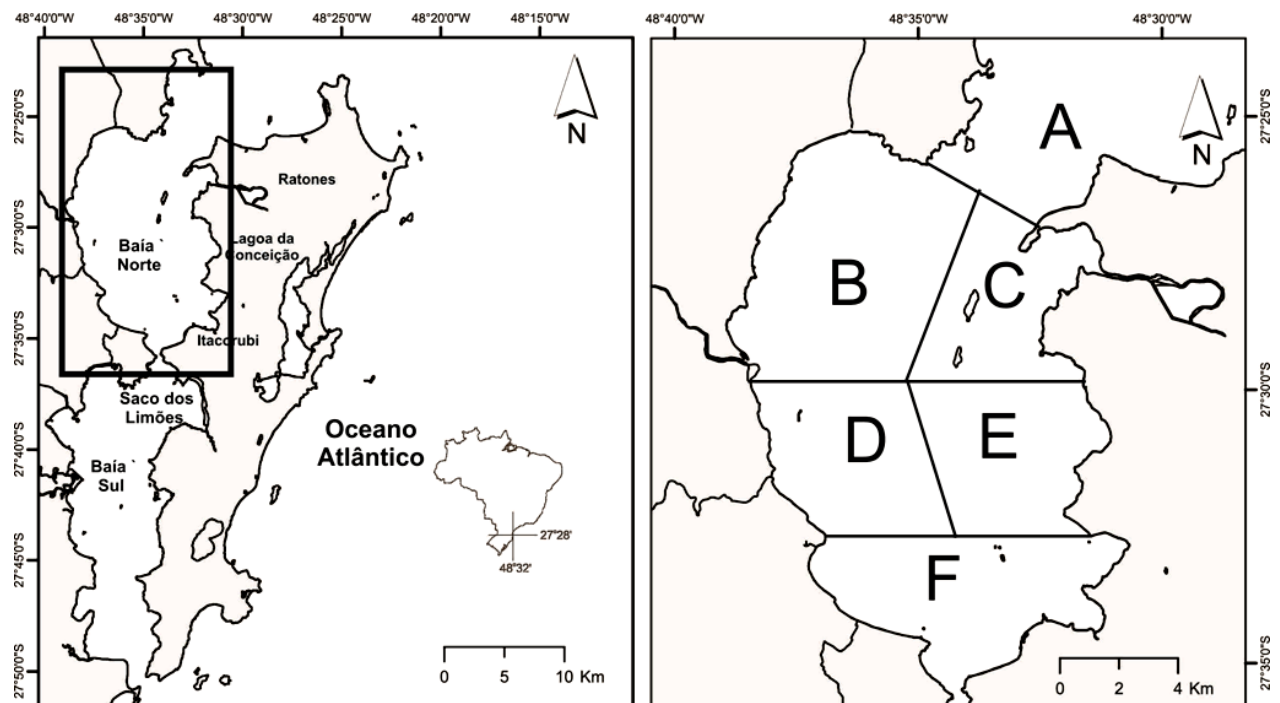 48°40'0"W
48°35'0"W
48°30'0"W
48°25'0"W
48°20'0"W
48°15'0"W
27°25'0"S
27°30'0"S
27°35'0"S
27°40'0"S
27°45'0"S
27°50'0"S
N
Ratones
Baía
Norte
Lagoa da
Conceição
Itacorubi
Saco dos
Limões
Baía
Sul
Oceano
Atlântico
27°28'
48°32'
0 5 10 Km
48°40'0"W
48°35'0"W
48°30'0"W
27°25'0"S
27°30'0"S
27°35'0"S
N
A
B
C
D
E
F
0 2 4 Km